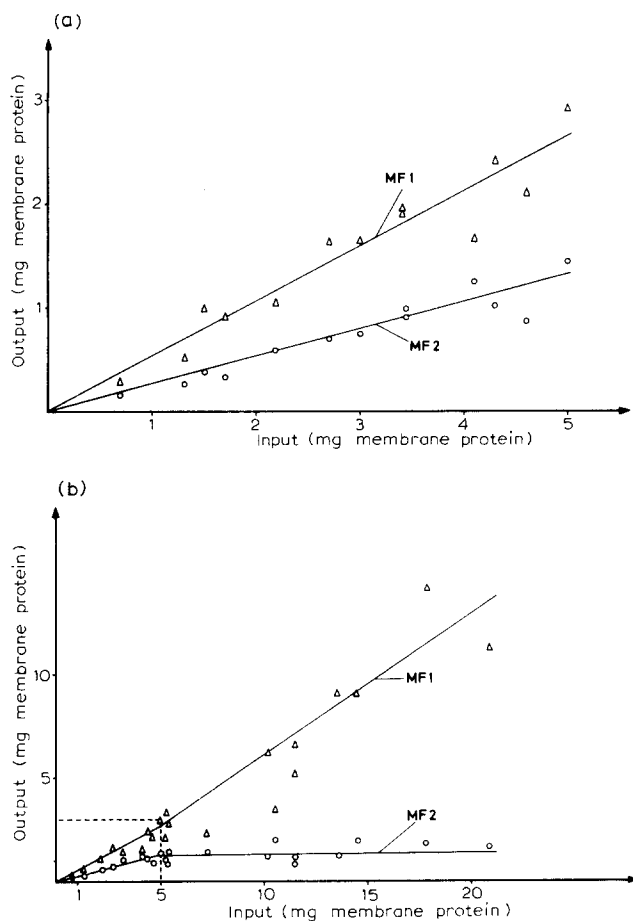 (a)
Output (mg membrane protein)
3
2
1
MF1
MF2
1 2 3 4 5
Input (mg membrane protein)
(b)
Output (mg membrane protein)
10
5
MF1
MF2
1 5 10 15 20
Input (mg membrane protein)